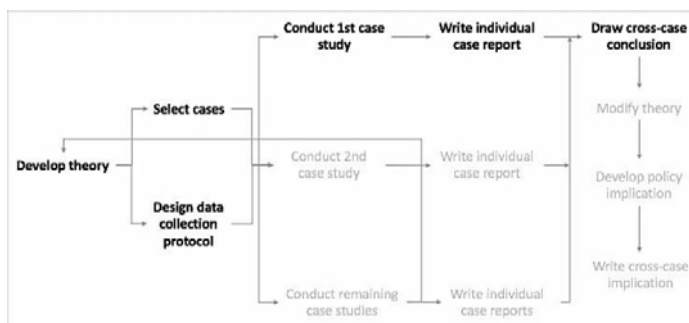 Conduct 1st case
study
Write individual
case report
Draw cross-case
conclusion
Select cases
Modify theory
Develop theory
Conduct 2nd
case study
Write individual
case report
Develop policy
implication
Design data
collection
protocol
Write cross-case
implication
Conduct remaining
case studies
Write individual
case reports